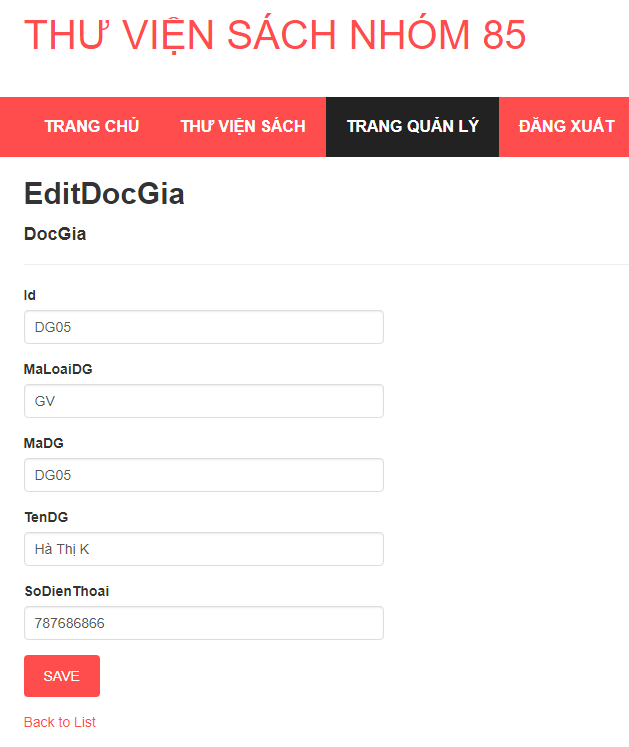 THƯ VIỆN SÁCH NHÓM 85
TRANG CHỦ THƯ VIỆN SÁCH TRANG QUẢN LÝ ĐĂNG XUẤT
EditDocGia
DocGia
Id
DG05
MaLoaiDG
GV
MaDG
DG05
TenDG
Hà Thị K
SoDienThoai
787686866
SAVE
Back to List